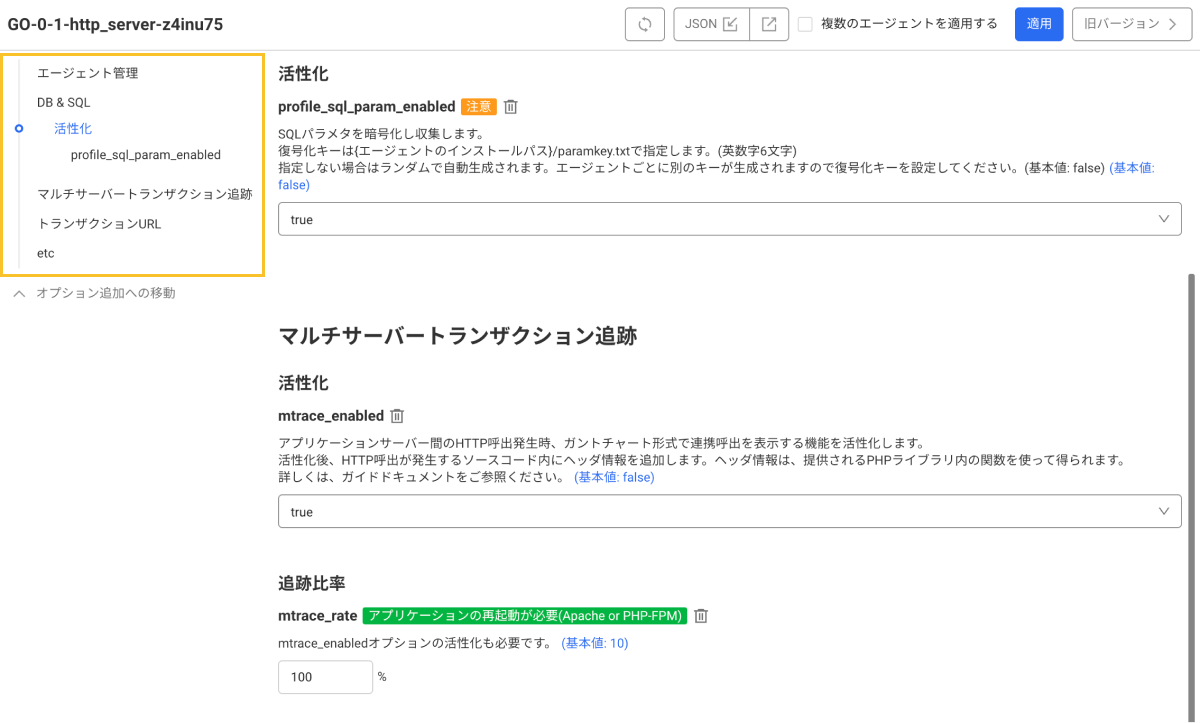 GO-0-1-http_server-z4inu75
JSON
複数のエージェントを適用する
適用
旧バージョン
エージェント管理
DB & SQL
活性化
profile_sql_param_enabled
マルチサーバートランザクション追跡
トランザクションURL
etc
オプション追加への移動
活性化
profile_sql_param_enabled 注意
SQLパラメタを暗号化し収集します。
復号化キーは{エージェントのインストールパス}/paramkey.txtで指定します。(英数字6文字)
指定しない場合はランダムで自動生成されます。エージェントごとに別のキーが生成されますので復号化キーを設定してください。(基本値: false) (基本値:
false)
true
マルチサーバートランザクション追跡
活性化
mtrace_enabled
アプリケーションサーバー間のHTTP呼出発生時、ガントチャート形式で連携呼出を表示する機能を活性化します。
活性化後、HTTP呼出が発生するソースコード内にヘッダ情報を追加します。ヘッダ情報は、提供されるPHPライブラリ内の関数を使って得られます。
詳しくは、ガイドドキュメントをご参照ください。 (基本値: false)
true
追跡比率
mtrace_rate アプリケーションの再起動が必要(Apache or PHP-FPM)
mtrace_enabledオプションの活性化も必要です。 (基本値: 10)
100 %